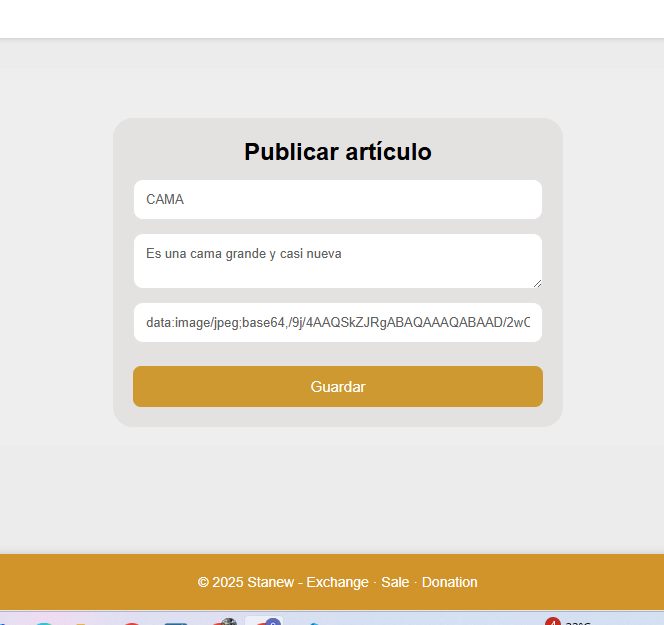 Publicar artículo
CAMA
Es una cama grande y casi nueva
data:image/jpeg;base64,/9j/4AAQSkZJRgABAQAAAQABAAD/2wC
Guardar
© 2025 Stanew - Exchange · Sale · Donation